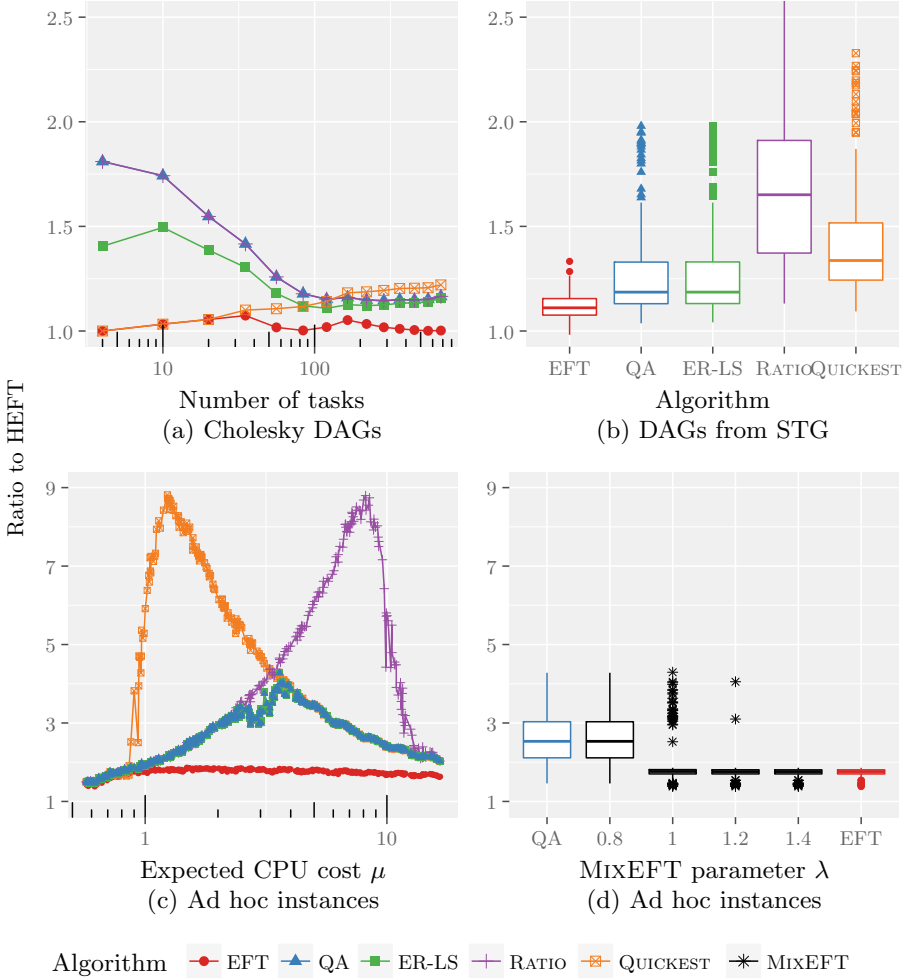 2.5
2.0
1.5
1.0
10
100
Number of tasks
(a) Cholesky DAGs
2.5
2.0
1.5
1.0
EFT QA ER-LS RATIO QUICKEST
Algorithm
(b) DAGs from STG
Ratio to HEFT
9
7
5
3
1
1
10
Expected CPU cost μ
(c) Ad hoc instances
9
7
5
3
1
QA 0.8 1 1.2 1.4 EFT
MIXEFT parameter λ
(d) Ad hoc instances
Algorithm EFT QA ER-LS RATIO QUICKEST MIXEFT